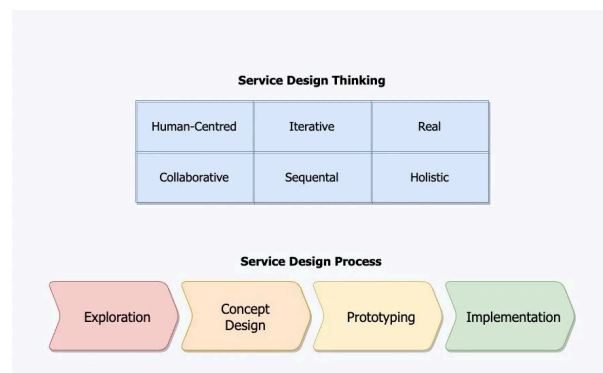 Service Design Thinking
Human-Centred
Iterative
Real
Collaborative
Sequental
Holistic
Service Design Process
Exploration
Concept
Design
Prototyping
Implementation